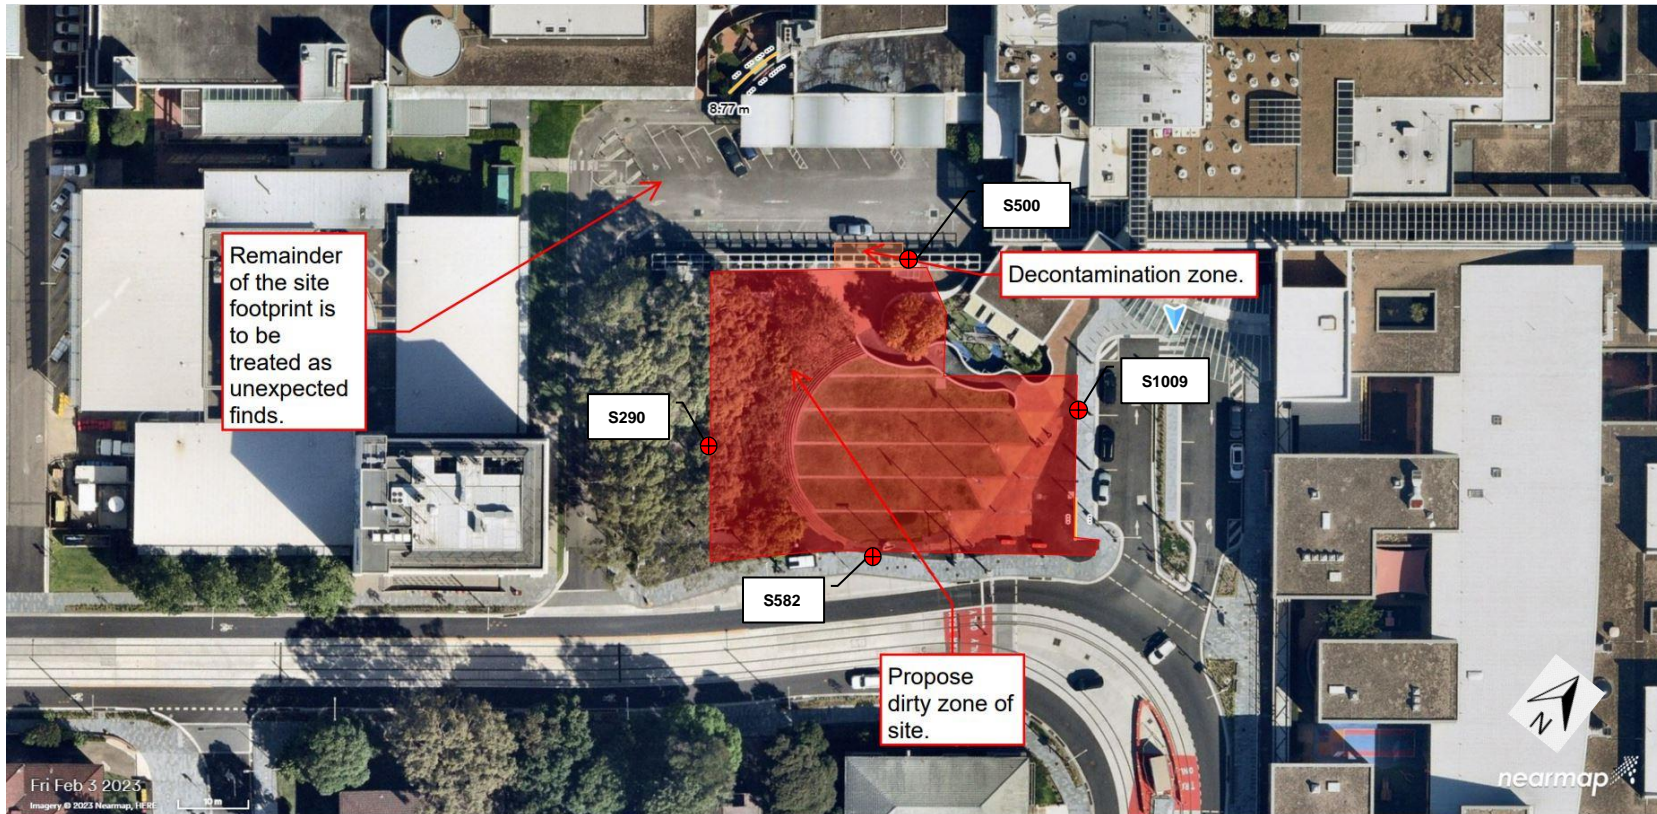 8.77 m
S500
Remainder
of the site
footprint is
to be
treated as
unexpected
finds.
Decontamination zone.
S1009
S290
S582
Propose
dirty zone of
site.
N
Fri Feb 3 2023
Imagery © 2023 Nearmap, HERE
10 m
nearmap